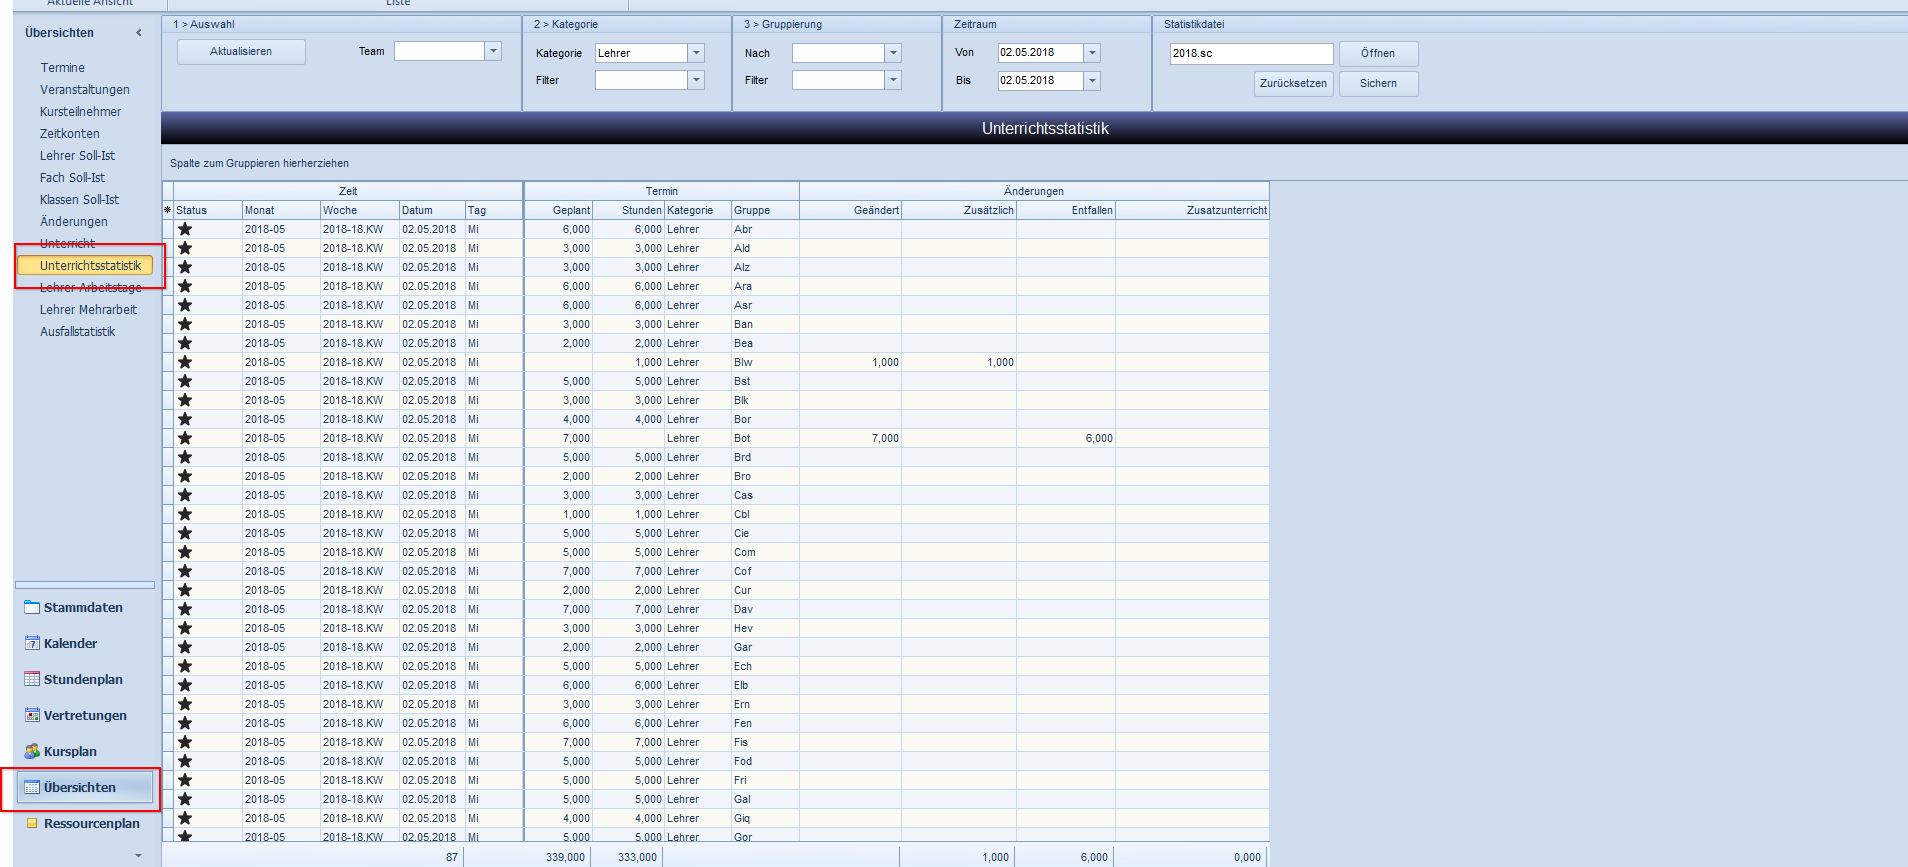 Aktuelle Ansicht
Liste
Übersichten
Termine
Veranstaltungen
Kursteilnehmer
Zeitkonten
Lehrer Soll-Ist
Fach Soll-Ist
Klassen Soll-Ist
Änderungen
Unterricht
Unterrichtsstatistik
Lehrer Arbeitstage
Lehrer Mehrarbeit
Ausfallstatistik
Stammdaten
Kalender
Stundenplan
Vertretungen
Kursplan
Übersichten
Ressourcenplan
1 > Auswahl
Aktualisieren Team
2 > Kategorie
Kategorie Lehrer
Filter
3 > Gruppierung
Nach
Filter
Zeitraum
Von 02.05.2018
Bis 02.05.2018
Statistikdatei
2018.sc Öffnen
Zurücksetzen Sichern
Unterrichtsstatistik
Spalte zum Gruppieren hierherziehen
Zeit Termin Änderungen
Status Monat Woche Datum Tag Geplant Stunden Kategorie Gruppe Geändert Zusätzlich Entfallen Zusatzunterricht
2018-05 2018-18.KW 02.05.2018 Mi 6,000 6,000 Lehrer Abr
2018-05 2018-18.KW 02.05.2018 Mi 3,000 3,000 Lehrer Ald
2018-05 2018-18.KW 02.05.2018 Mi 3,000 3,000 Lehrer Alz
2018-05 2018-18.KW 02.05.2018 Mi 6,000 6,000 Lehrer Ara
2018-05 2018-18.KW 02.05.2018 Mi 6,000 6,000 Lehrer Asr
2018-05 2018-18.KW 02.05.2018 Mi 3,000 3,000 Lehrer Ban
2018-05 2018-18.KW 02.05.2018 Mi 2,000 2,000 Lehrer Bea
2018-05 2018-18.KW 02.05.2018 Mi 1,000 Lehrer Blw 1,000 1,000
2018-05 2018-18.KW 02.05.2018 Mi 5,000 5,000 Lehrer Bst
2018-05 2018-18.KW 02.05.2018 Mi 3,000 3,000 Lehrer Blk
2018-05 2018-18.KW 02.05.2018 Mi 4,000 4,000 Lehrer Bor
2018-05 2018-18.KW 02.05.2018 Mi 7,000 Lehrer Bot 7,000 6,000
2018-05 2018-18.KW 02.05.2018 Mi 5,000 5,000 Lehrer Brd
2018-05 2018-18.KW 02.05.2018 Mi 2,000 2,000 Lehrer Bro
2018-05 2018-18.KW 02.05.2018 Mi 3,000 3,000 Lehrer Cas
2018-05 2018-18.KW 02.05.2018 Mi 1,000 1,000 Lehrer Cbl
2018-05 2018-18.KW 02.05.2018 Mi 5,000 5,000 Lehrer Cie
2018-05 2018-18.KW 02.05.2018 Mi 5,000 5,000 Lehrer Com
2018-05 2018-18.KW 02.05.2018 Mi 7,000 7,000 Lehrer Cof
2018-05 2018-18.KW 02.05.2018 Mi 2,000 2,000 Lehrer Cur
2018-05 2018-18.KW 02.05.2018 Mi 7,000 7,000 Lehrer Dav
2018-05 2018-18.KW 02.05.2018 Mi 3,000 3,000 Lehrer Hev
2018-05 2018-18.KW 02.05.2018 Mi 2,000 2,000 Lehrer Gar
2018-05 2018-18.KW 02.05.2018 Mi 5,000 5,000 Lehrer Ech
2018-05 2018-18.KW 02.05.2018 Mi 6,000 6,000 Lehrer Elb
2018-05 2018-18.KW 02.05.2018 Mi 3,000 3,000 Lehrer Ern
2018-05 2018-18.KW 02.05.2018 Mi 6,000 6,000 Lehrer Fen
2018-05 2018-18.KW 02.05.2018 Mi 7,000 7,000 Lehrer Fis
2018-05 2018-18.KW 02.05.2018 Mi 5,000 5,000 Lehrer Fod
2018-05 2018-18.KW 02.05.2018 Mi 5,000 5,000 Lehrer Fri
2018-05 2018-18.KW 02.05.2018 Mi 5,000 5,000 Lehrer Gal
2018-05 2018-18.KW 02.05.2018 Mi 4,000 4,000 Lehrer Giq
2018-05 2018-18.KW 02.05.2018 Mi 5,000 5,000 Lehrer Gor
87 339,000 333,000 1,000 6,000 0,000